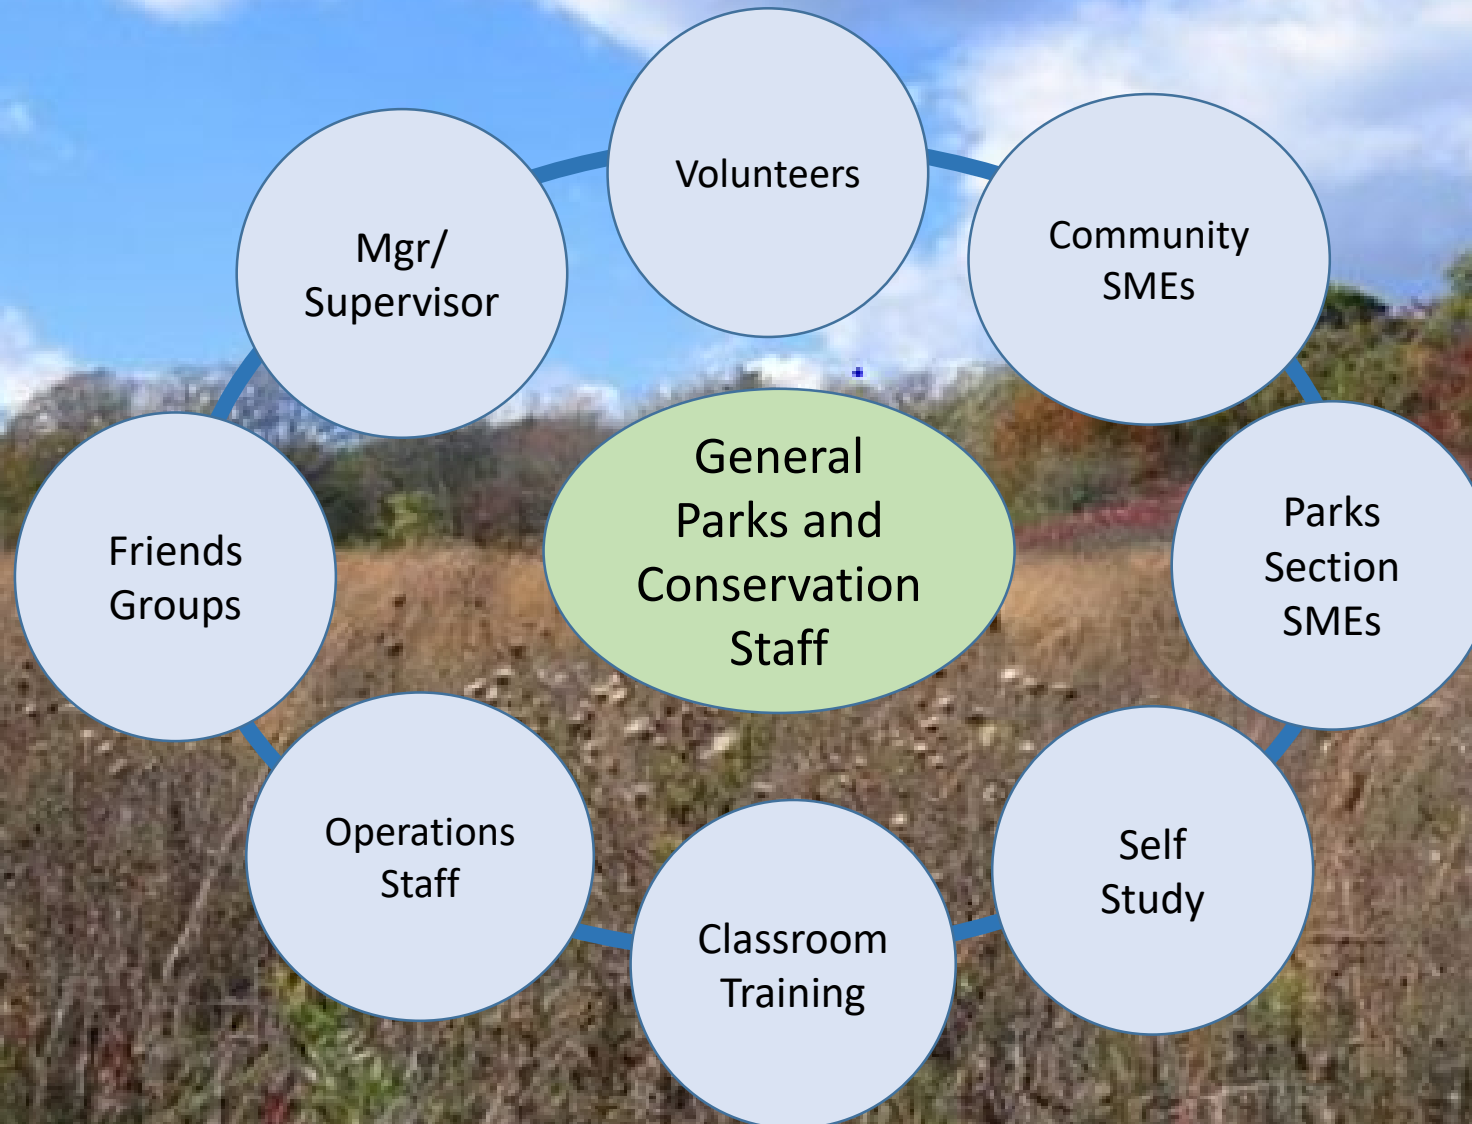 Volunteers
Community
SMEs
Mgr/
Supervisor
General
Parks and
Conservation
Staff
Parks
Section
SMEs
Friends
Groups
Operations
Staff
Self
Study
Classroom
Training